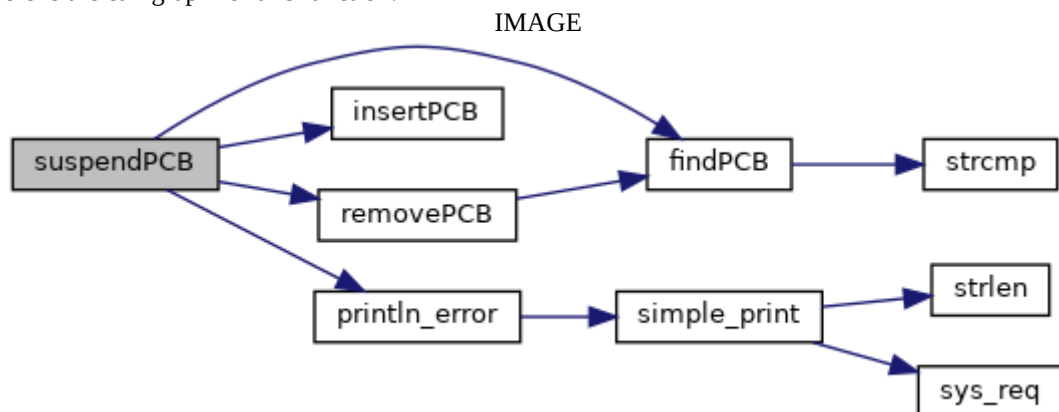 IMAGE
insertPCB
suspendPCB
findPCB
strcmp
removePCB
println_error
simple_print
strlen
sys_req